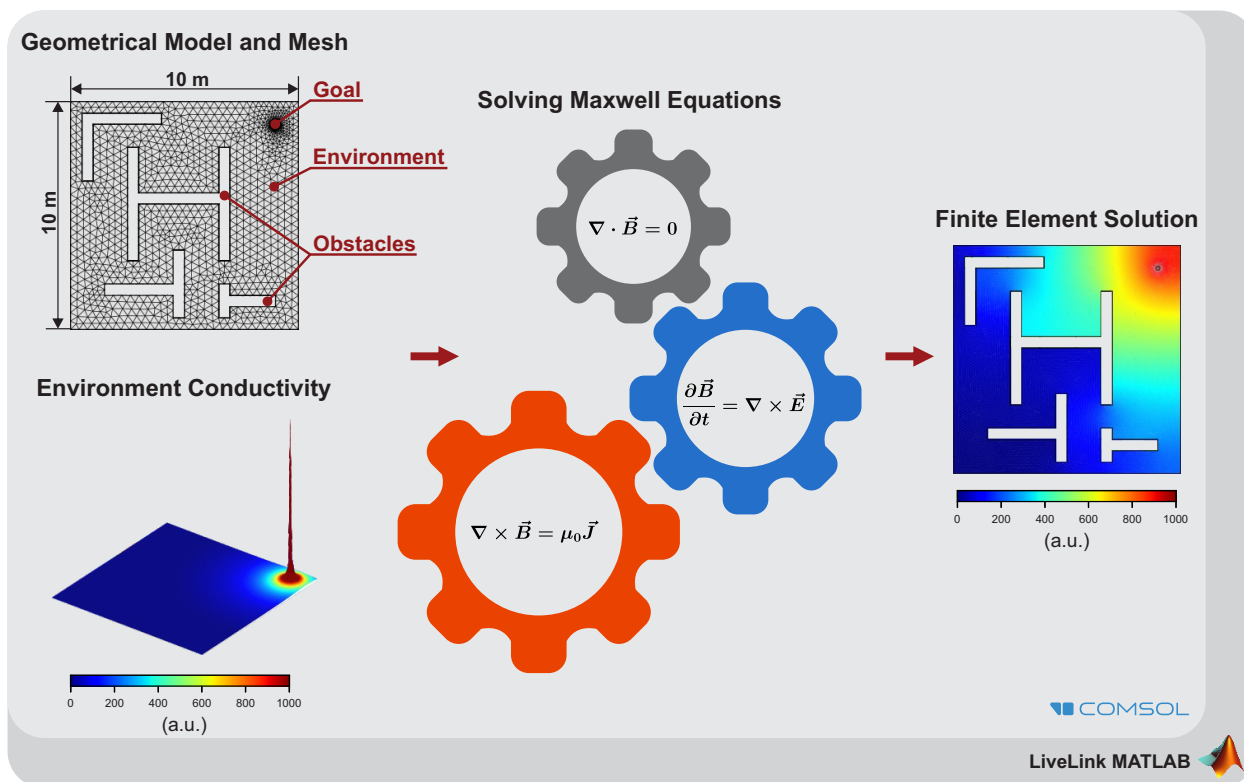 Geometrical Model and Mesh
10 m
10 m
Goal
Environment
Obstacles
Environment Conductivity
0 200 400 600 800 1000
(a.u.)
Solving Maxwell Equations
∇ · B⃗ = 0
∂B⃗/∂t = ∇ × E⃗
∇ × B⃗ = μ₀J⃗
Finite Element Solution
0 200 400 600 800 1000
(a.u.)
COMSOL
LiveLink MATLAB